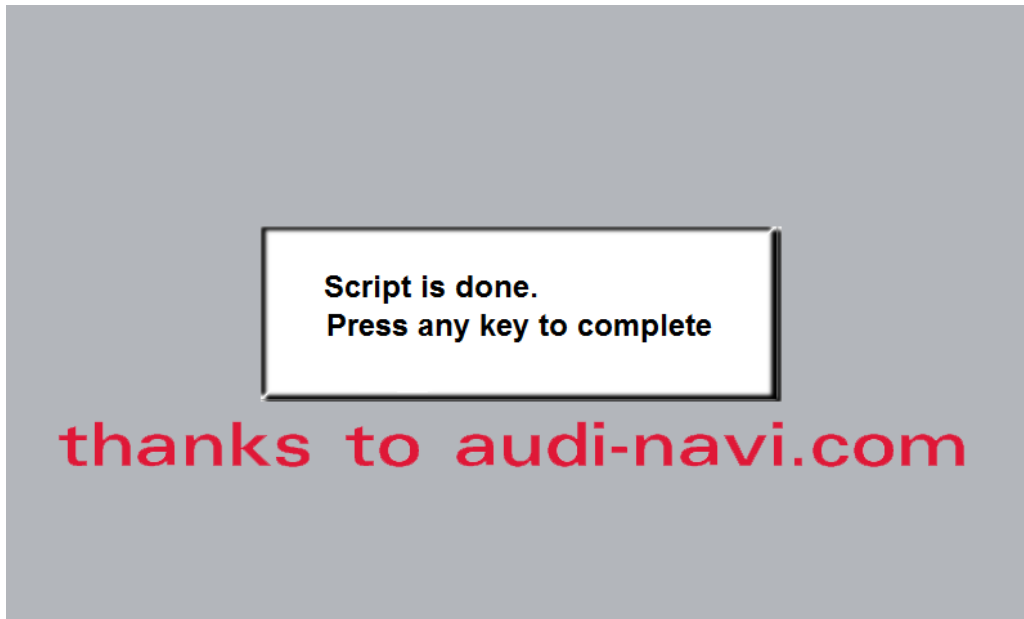 Script is done.
Press any key to complete
thanks to audi-navi.com